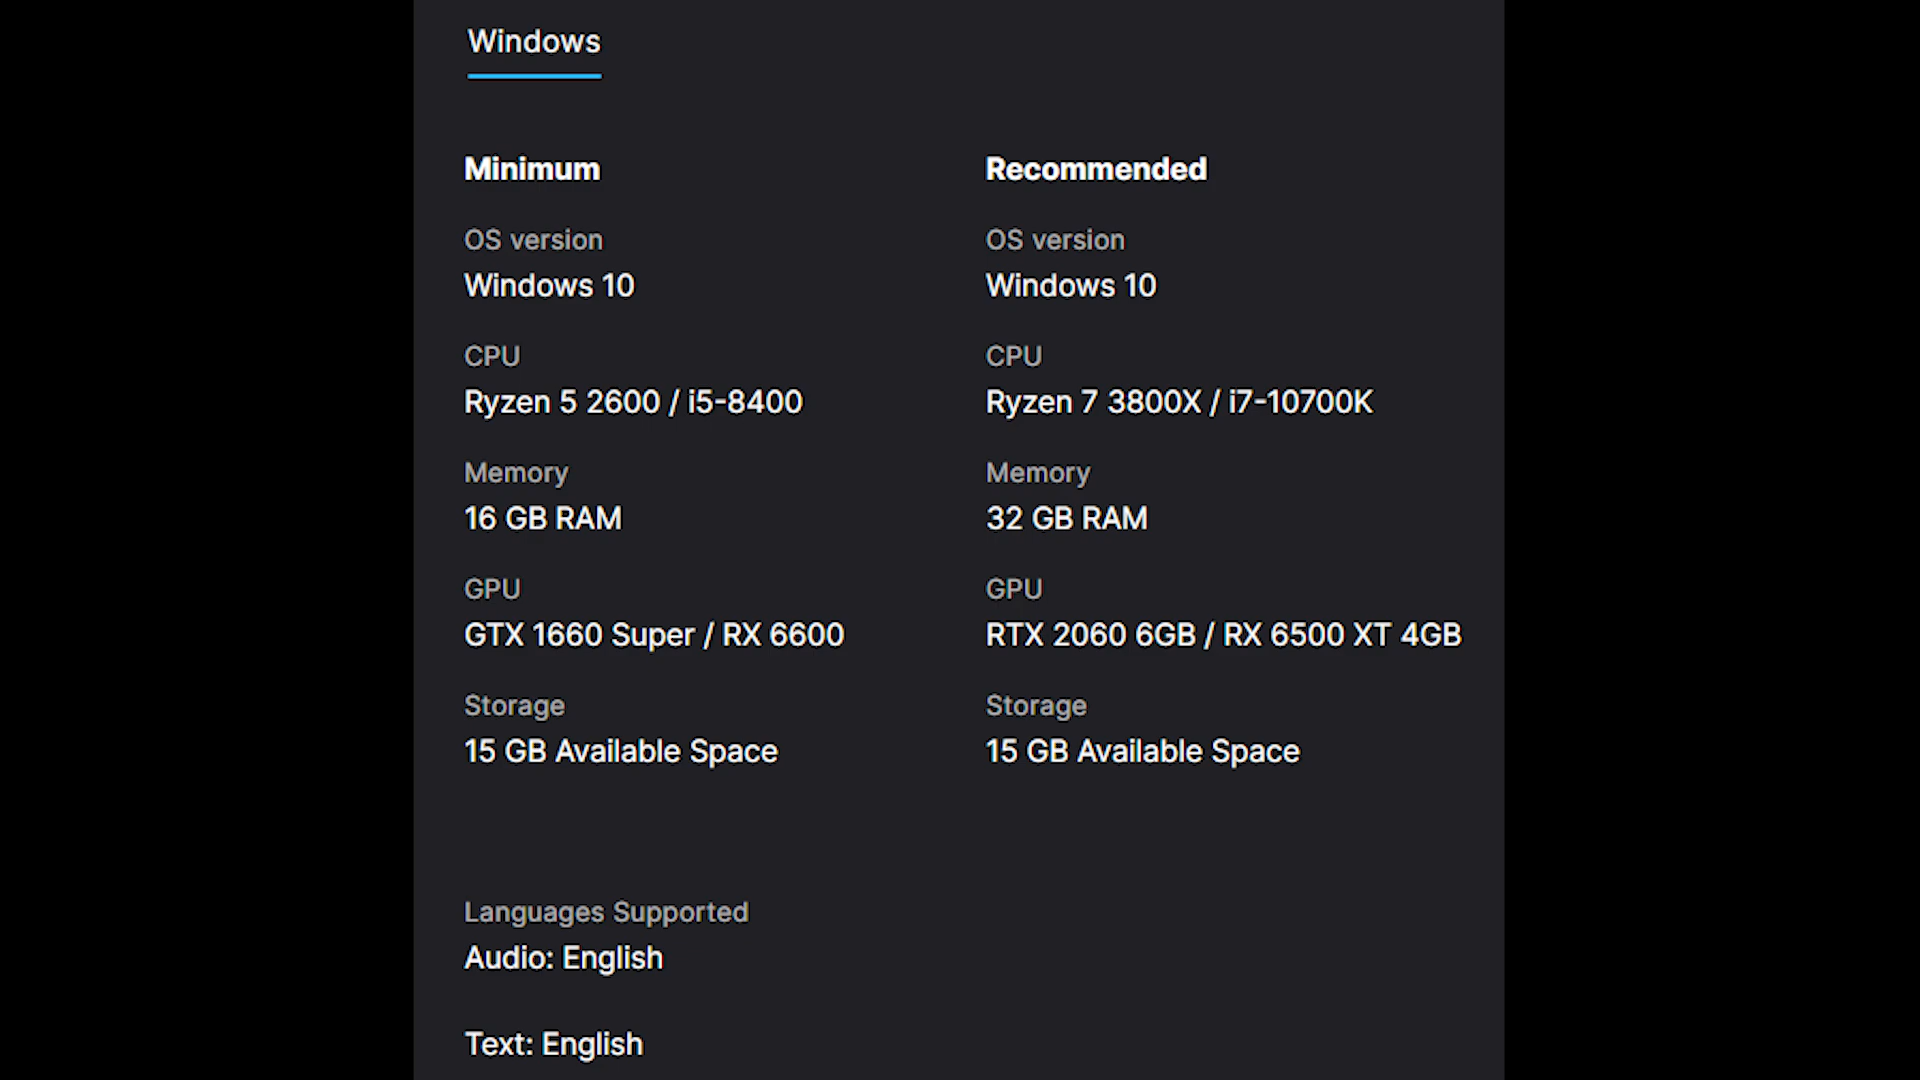 Windows
Minimum
OS version
Windows 10
CPU
Ryzen 5 2600 / i5-8400
Memory
16 GB RAM
GPU
GTX 1660 Super / RX 6600
Storage
15 GB Available Space
Recommended
OS version
Windows 10
CPU
Ryzen 7 3800X / i7-10700K
Memory
32 GB RAM
GPU
RTX 2060 6GB / RX 6500 XT 4GB
Storage
15 GB Available Space
Languages Supported
Audio: English
Text: English